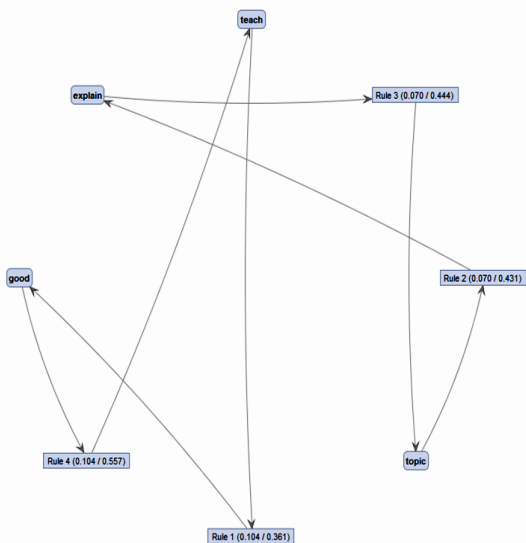 teach
explain
Rule 3 (0.070 / 0.444)
good
Rule 2 (0.070 / 0.431)
Rule 4 (0.104 / 0.557)
topic
Rule 1 (0.104 / 0.361)